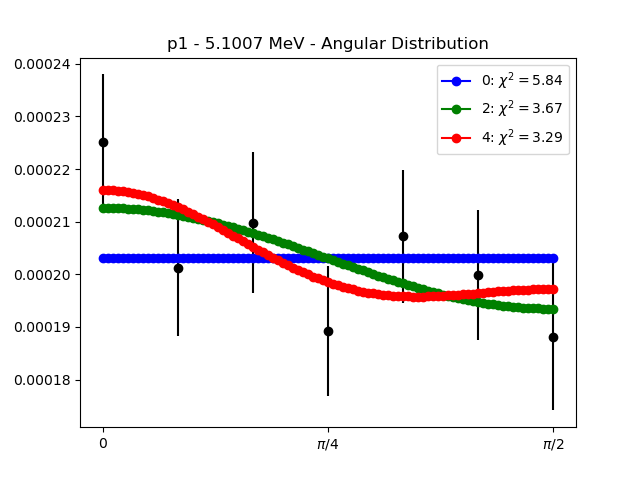 p1 - 5.1007 MeV - Angular Distribution
0.00024
0.00023
0.00022
0.00021
0.00020
0.00019
0.00018
0: χ² = 5.84
2: χ² = 3.67
4: χ² = 3.29
0
π/4
π/2